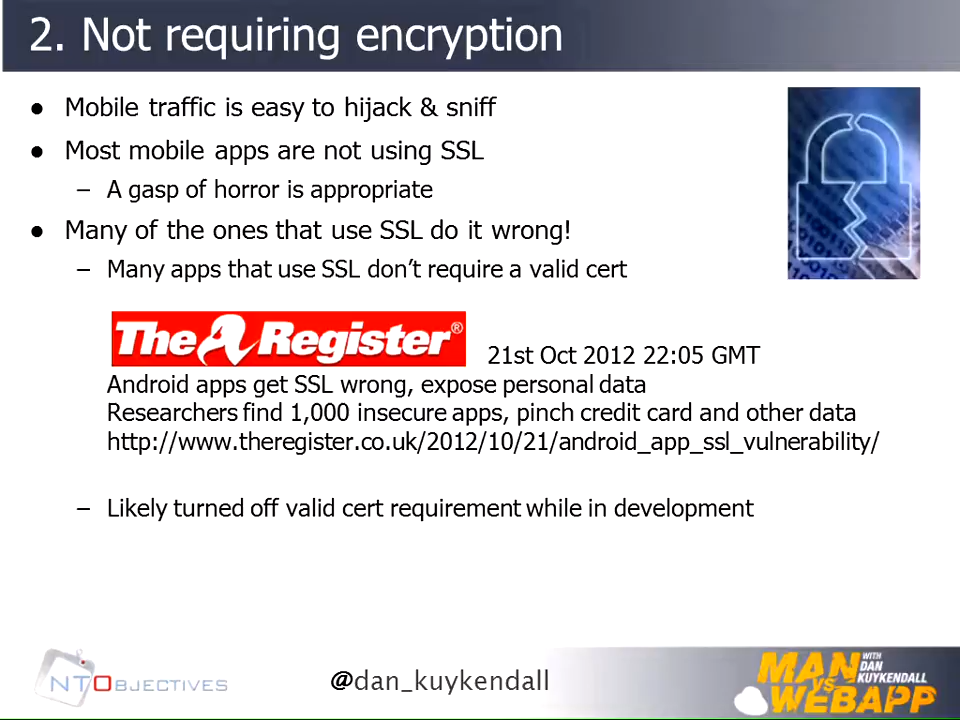 2. Not requiring encryption
● Mobile traffic is easy to hijack & sniff
● Most mobile apps are not using SSL
– A gasp of horror is appropriate
● Many of the ones that use SSL do it wrong!
– Many apps that use SSL don't require a valid cert
The Register® 21st Oct 2012 22:05 GMT
Android apps get SSL wrong, expose personal data
Researchers find 1,000 insecure apps, pinch credit card and other data
http://www.theregister.co.uk/2012/10/21/android_app_ssl_vulnerability/
– Likely turned off valid cert requirement while in development
NTOBJECTIVES
@dan_kuykendall
MAN VS WEBAPP
WITH DAN KUYKENDALL